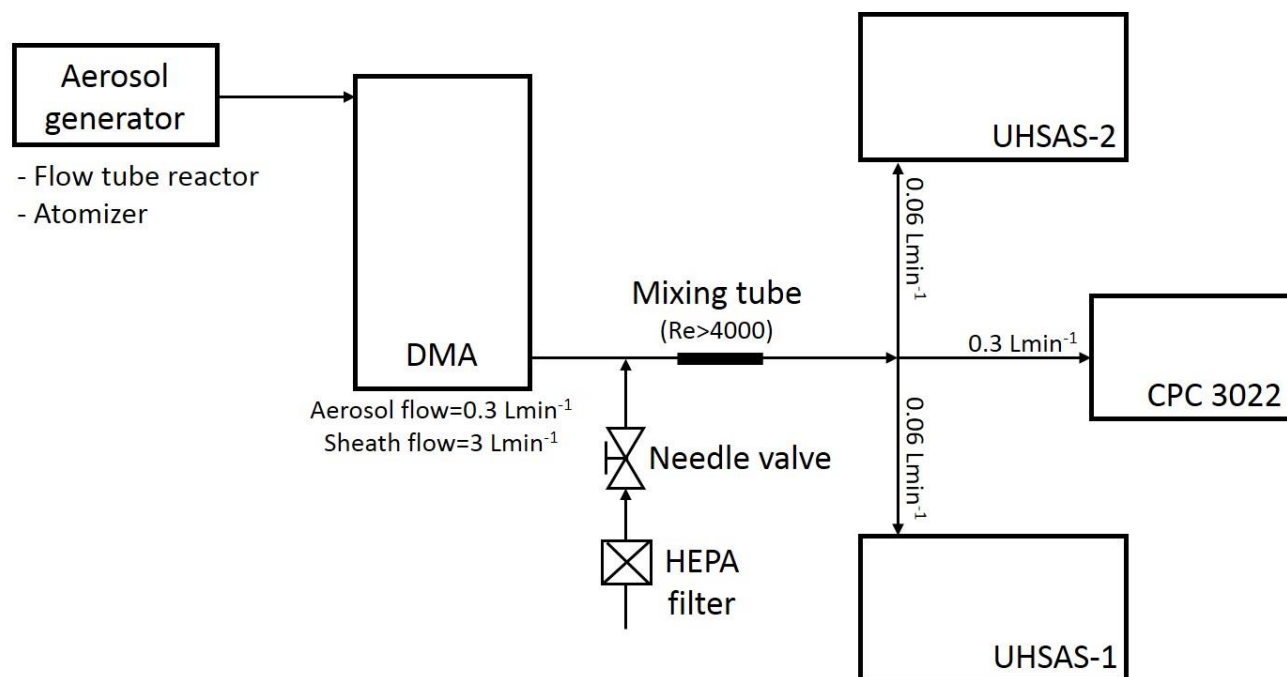 Aerosol
generator
- Flow tube reactor
- Atomizer
DMA
Aerosol flow=0.3 Lmin⁻¹
Sheath flow=3 Lmin⁻¹
Mixing tube
(Re>4000)
Needle valve
HEPA
filter
UHSAS-2
0.06 Lmin⁻¹
0.3 Lmin⁻¹
CPC 3022
0.06 Lmin⁻¹
UHSAS-1